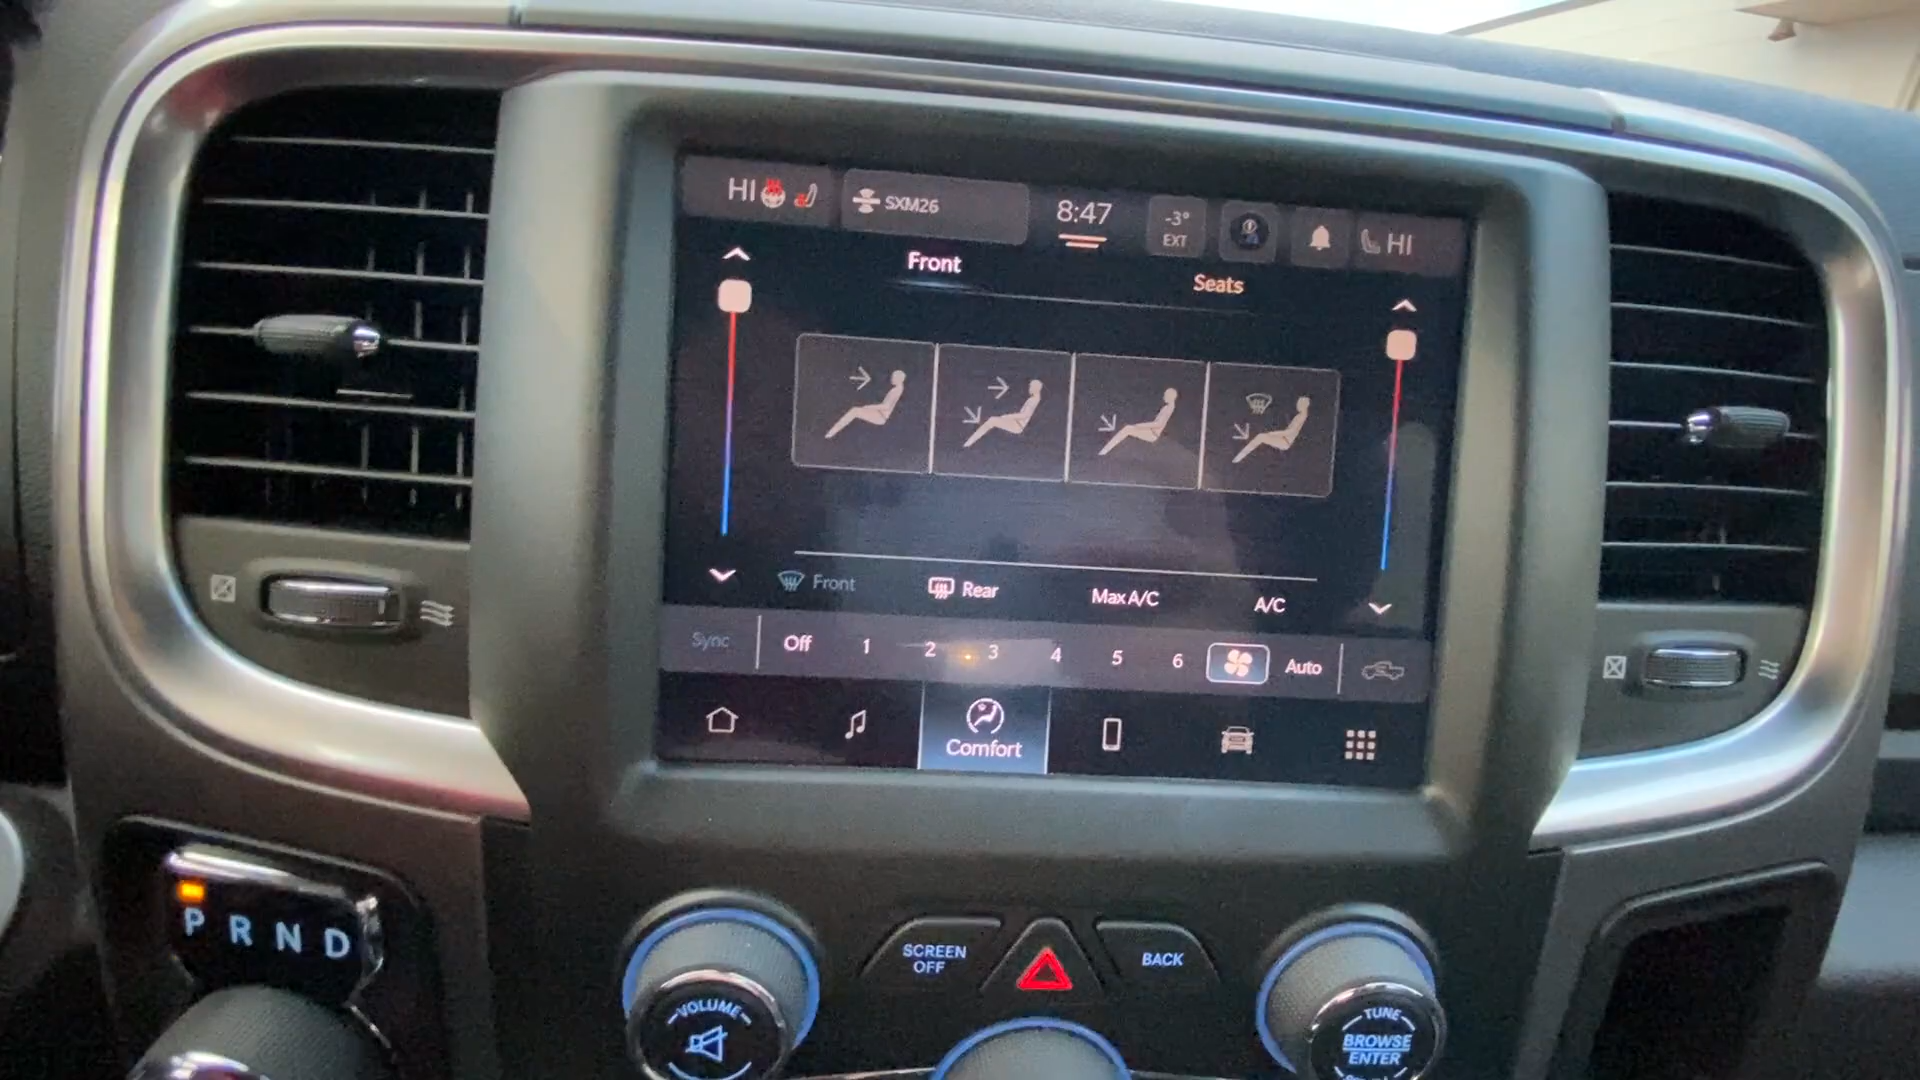 HI
SXM26
8:47
-3°
EXT
HI
Front
Seats
Front
Rear
Max A/C
A/C
Sync
Off
1
2
3
4
5
6
Auto
Comfort
P R N D
SCREEN
OFF
BACK
VOLUME
TUNE
BROWSE
ENTER